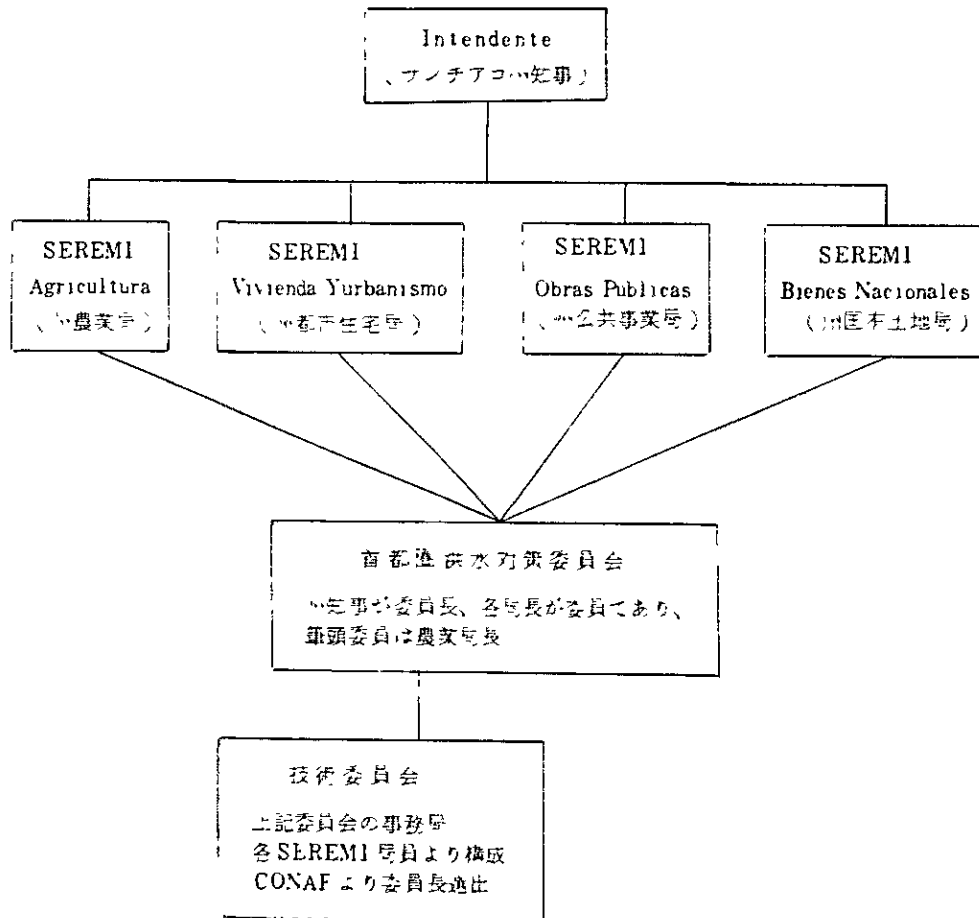 Intendente
(サンチアゴ州知事)
SEREMI
Agricultura
(州農業局)
SEREMI
Vivienda Yurbanismo
(州都市住宅局)
SEREMI
Obras Publicas
(州公共事業局)
SEREMI
Bienes Nacionales
(州国有土地局)
首都圏洪水対策委員会
州知事が委員長、各局長が委員であり、
筆頭委員は農業局長
技術委員会
上記委員会の事務局
各SEREMI局員より構成
CONAFより委員長選出